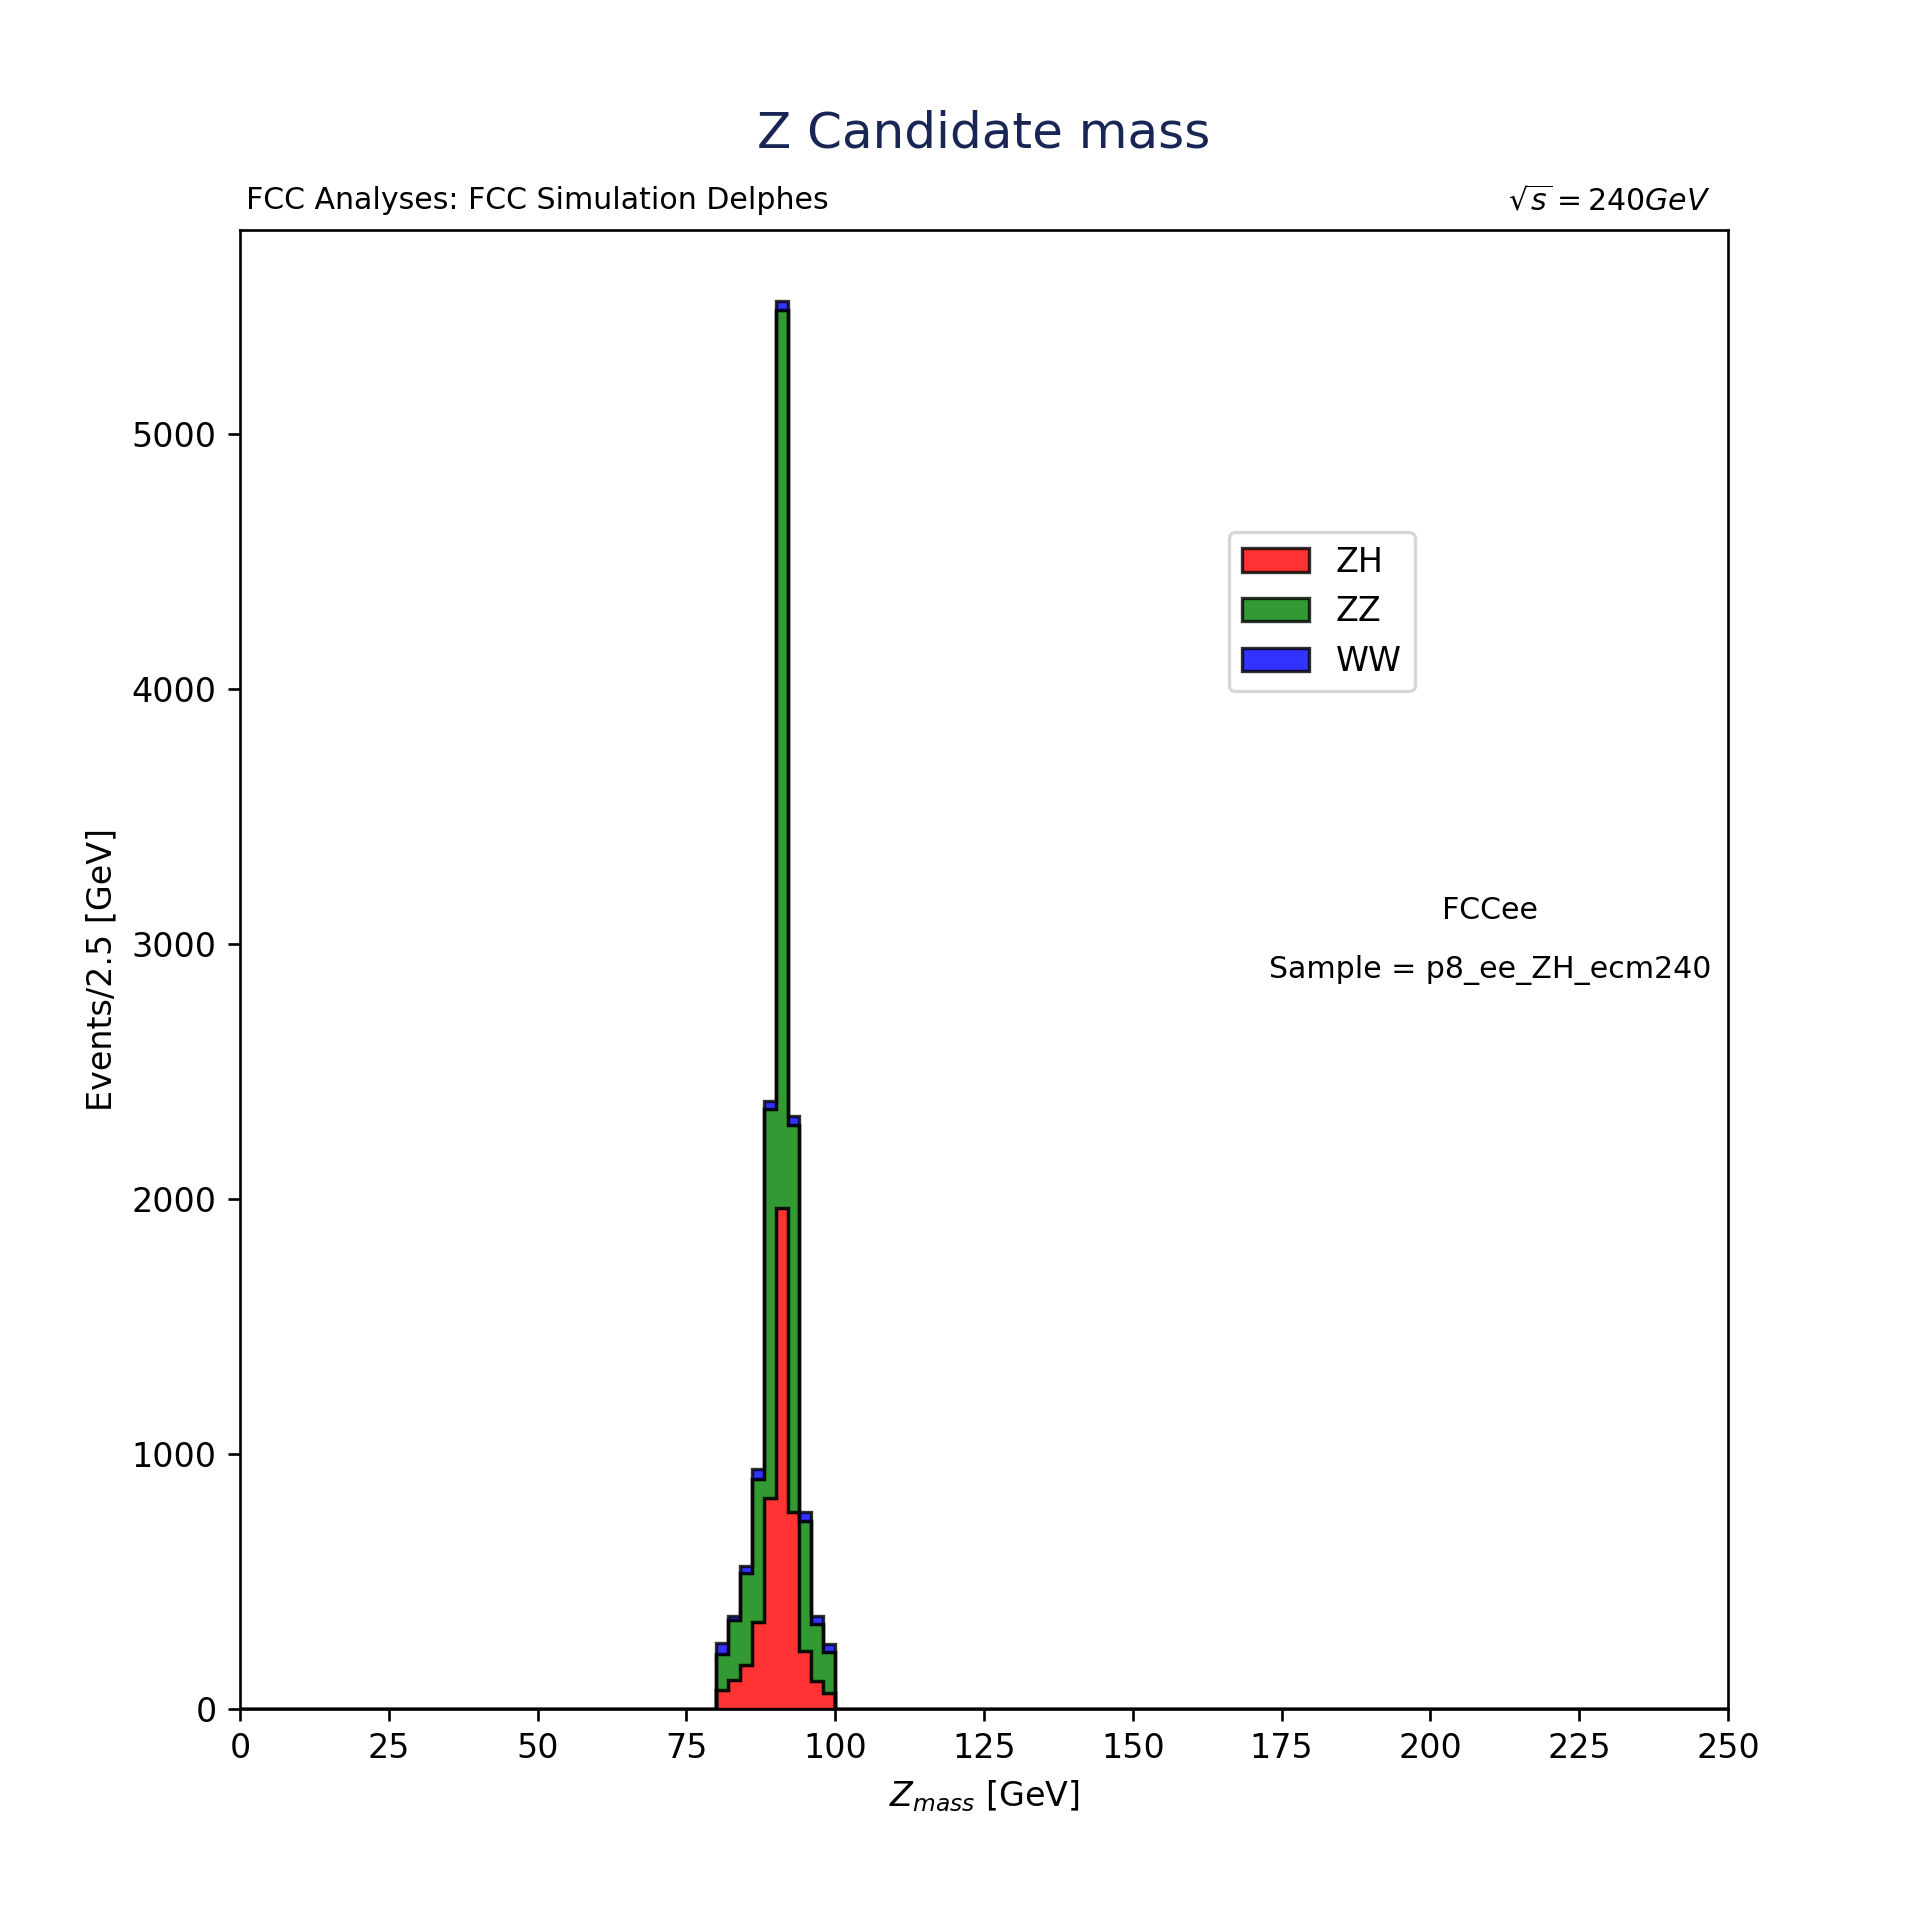 Z Candidate mass
FCC Analyses: FCC Simulation Delphes
√s = 240GeV
ZH
ZZ
WW
FCCee
Sample = p8_ee_ZH_ecm240
Events/2.5 [GeV]
5000
4000
3000
2000
1000
0
0 25 50 75 100 125 150 175 200 225 250
Z_mass [GeV]